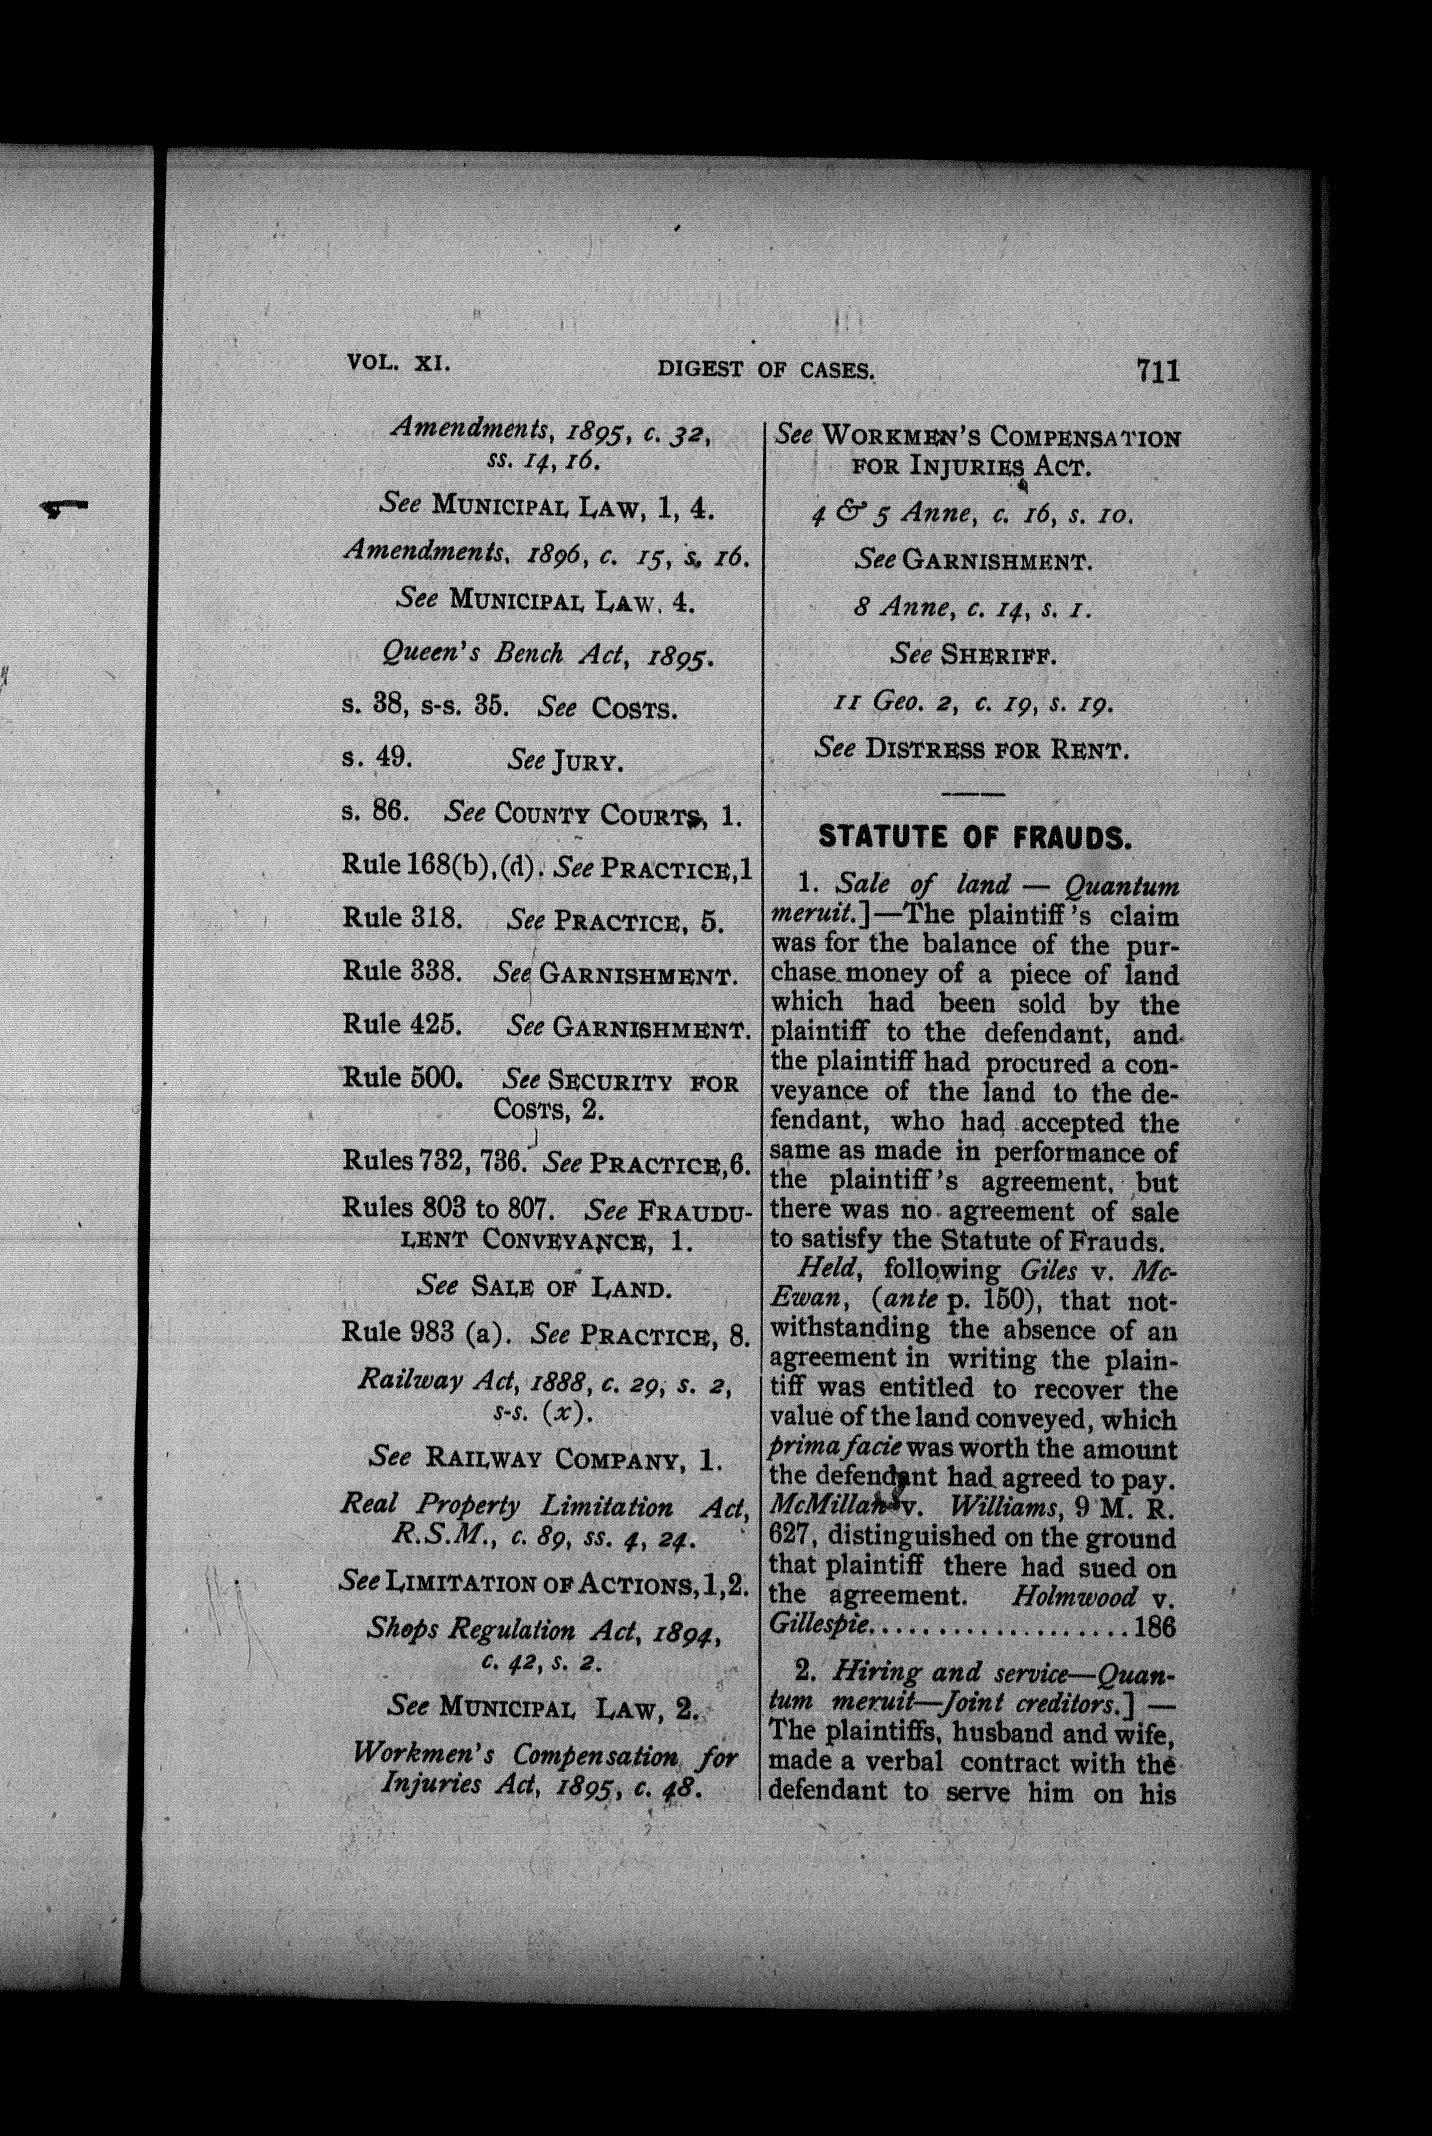 VOL. XI. DIGEST OF CASES. 711
Amendments, 1895, c. 32,
ss. 14, 16.
See MUNICIPAL LAW, 1, 4.
Amendments, 1896, c. 15, s. 16.
See MUNICIPAL LAW, 4.
Queen's Bench Act, 1895.
s. 38, s-s. 35. See COSTS.
s. 49. See JURY.
s. 86. See COUNTY COURTS, 1.
Rule 168(b),(d). See PRACTICE,1
Rule 318. See PRACTICE, 5.
Rule 338. See GARNISHMENT.
Rule 425. See GARNISHMENT.
Rule 500. See SECURITY FOR
COSTS, 2.
Rules 732, 736. See PRACTICE,6.
Rules 803 to 807. See FRAUDU-
LENT CONVEYANCE, 1.
See SALE OF LAND.
Rule 983 (a). See PRACTICE, 8.
Railway Act, 1888, c. 29, s. 2,
s-s. (x).
See RAILWAY COMPANY, 1.
Real Property Limitation Act,
R.S.M., c. 89, ss. 4, 24.
See LIMITATION OF ACTIONS,1,2.
Shops Regulation Act, 1894,
c. 42, s. 2.
See MUNICIPAL LAW, 2.
Workmen's Compensation for
Injuries Act, 1895, c. 48.
See WORKMEN'S COMPENSATION
FOR INJURIES ACT.
4 & 5 Anne, c. 16, s. 10.
See GARNISHMENT.
8 Anne, c. 14, s. 1.
See SHERIFF.
11 Geo. 2, c. 19, s. 19.
See DISTRESS FOR RENT.
STATUTE OF FRAUDS.
1. Sale of land — Quantum
meruit.]—The plaintiff's claim
was for the balance of the pur-
chase money of a piece of land
which had been sold by the
plaintiff to the defendant, and
the plaintiff had procured a con-
veyance of the land to the de-
fendant, who had accepted the
same as made in performance of
the plaintiff's agreement, but
there was no agreement of sale
to satisfy the Statute of Frauds.
Held, following Giles v. Mc-
Ewan, (ante p. 150), that not-
withstanding the absence of an
agreement in writing the plain-
tiff was entitled to recover the
value of the land conveyed, which
prima facie was worth the amount
the defendant had agreed to pay.
McMillan v. Williams, 9 M. R.
627, distinguished on the ground
that plaintiff there had sued on
the agreement. Holmwood v.
Gillespie....................186
2. Hiring and service—Quan-
tum meruit—Joint creditors.] —
The plaintiffs, husband and wife,
made a verbal contract with the
defendant to serve him on his